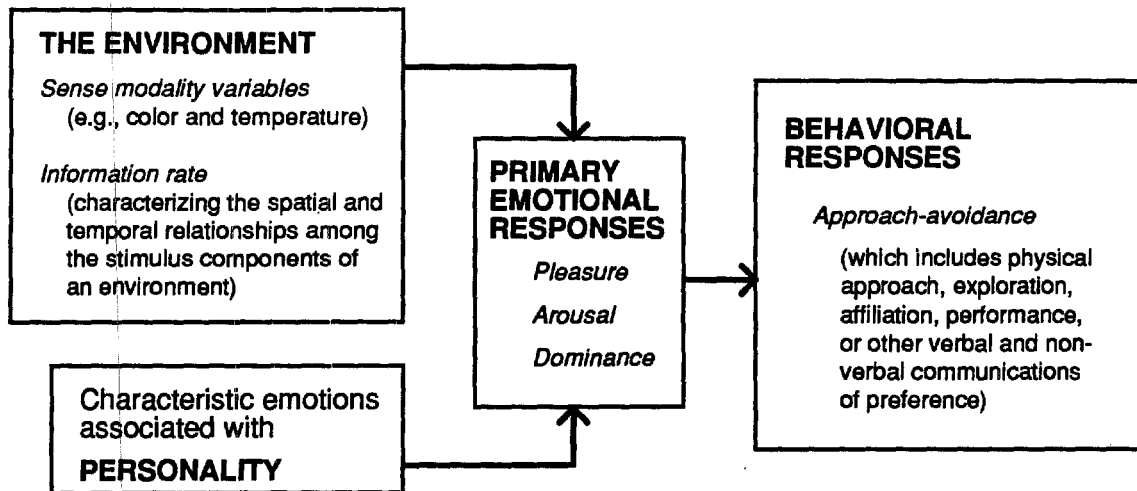 THE ENVIRONMENT
Sense modality variables
(e.g., color and temperature)
Information rate
(characterizing the spatial and
temporal relationships among
the stimulus components of
an environment)
Characteristic emotions
associated with
PERSONALITY
PRIMARY
EMOTIONAL
RESPONSES
Pleasure
Arousal
Dominance
BEHAVIORAL
RESPONSES
Approach-avoidance
(which includes physical
approach, exploration,
affiliation, performance,
or other verbal and non-
verbal communications
of preference)